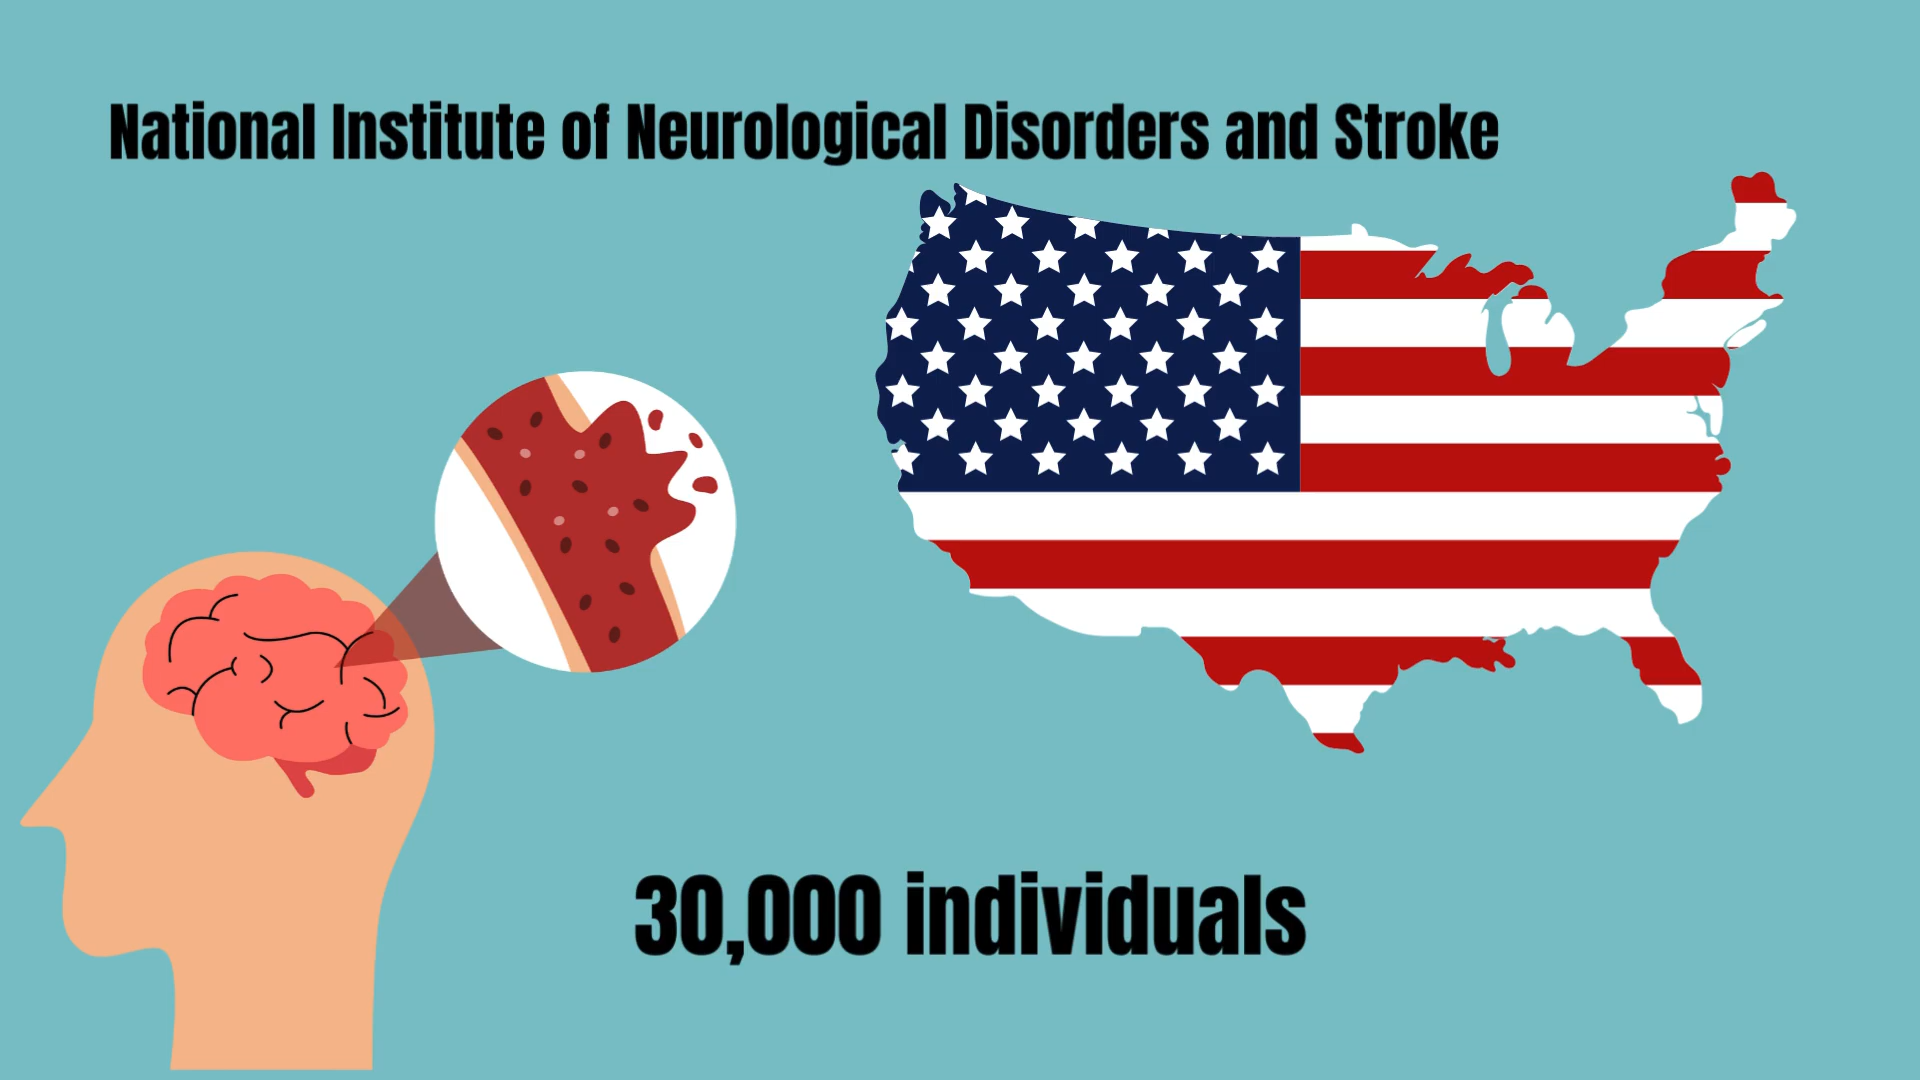 National Institute of Neurological Disorders and Stroke
30,000 individuals